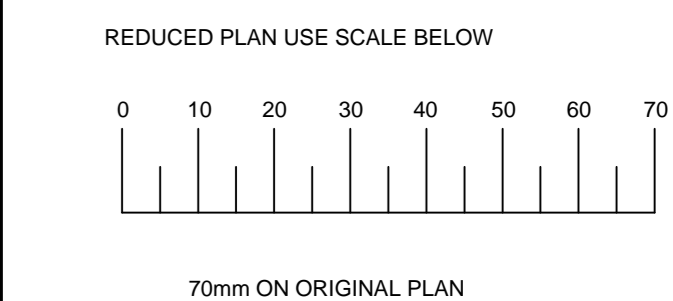 REDUCED PLAN USE SCALE BELOW
0 10 20 30 40 50 60 70
70mm ON ORIGINAL PLAN